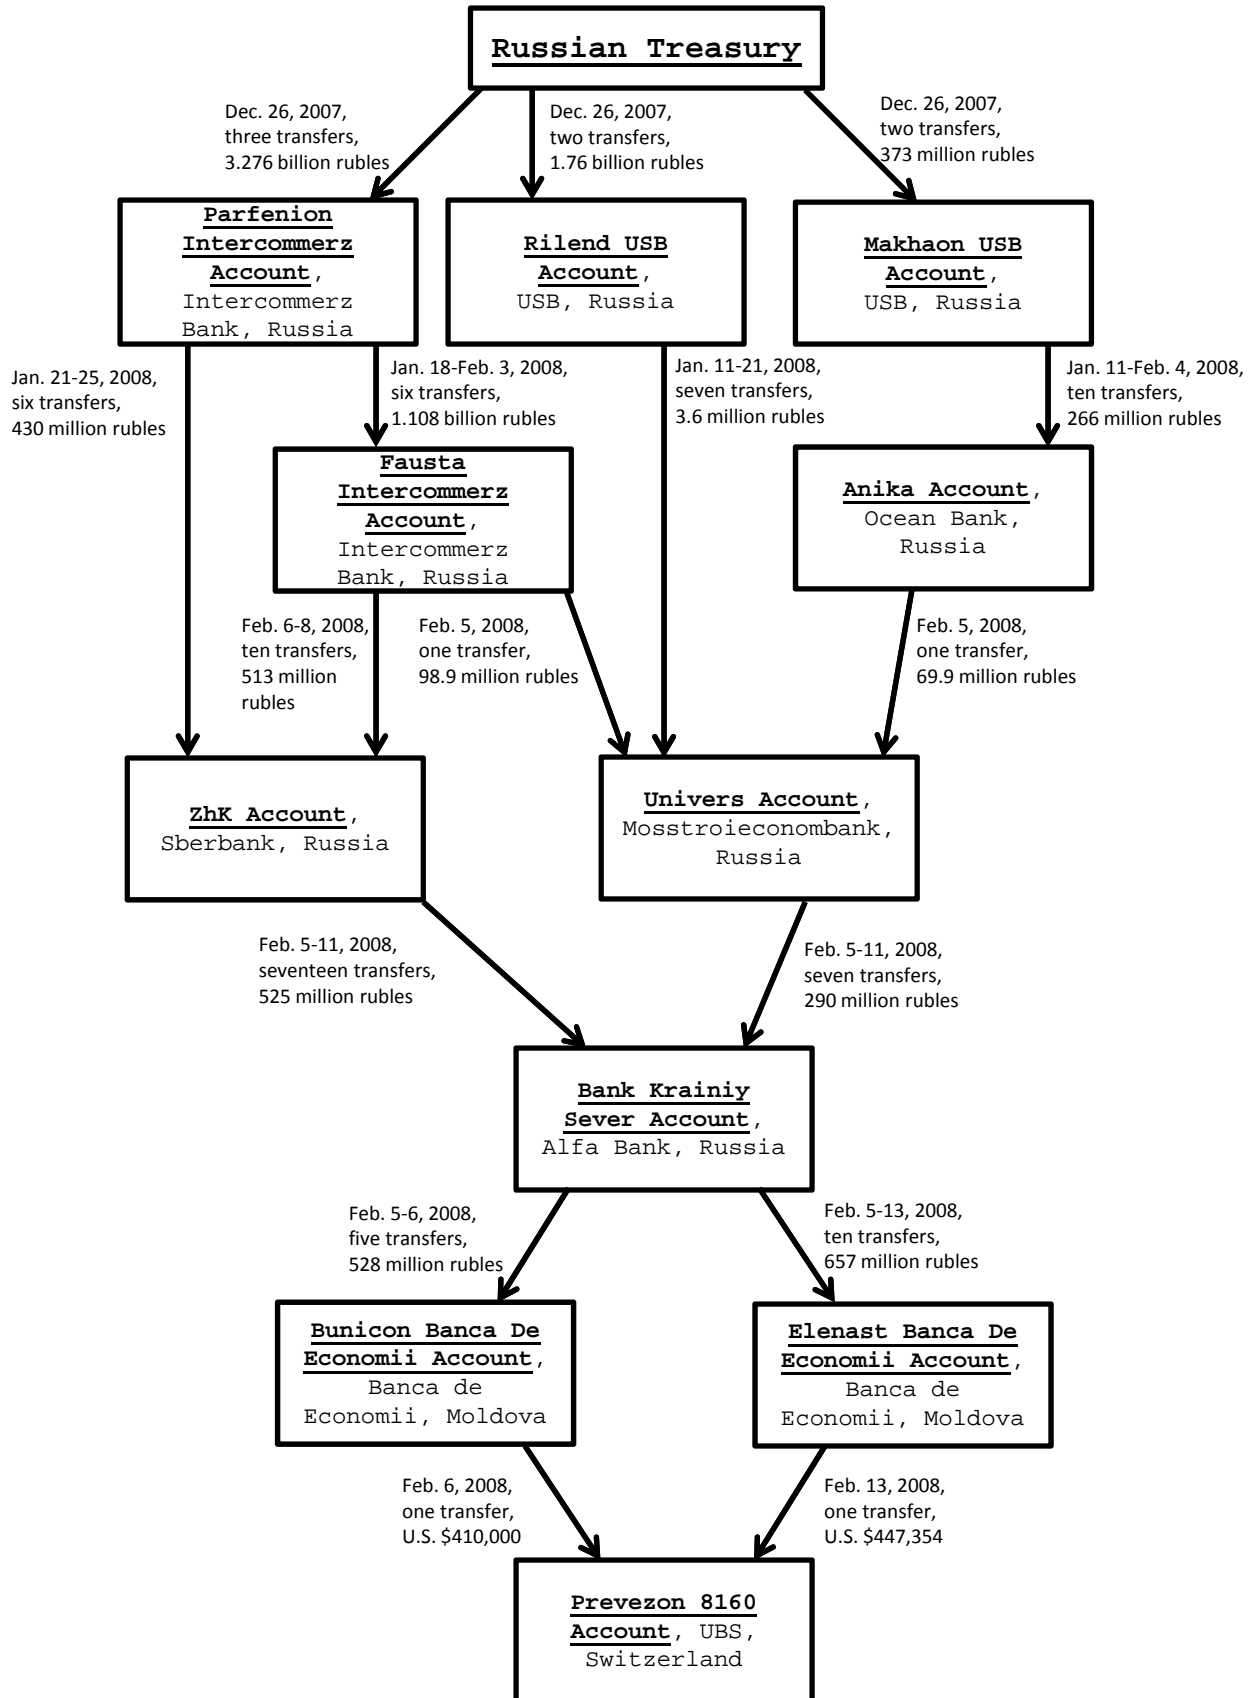 Russian Treasury
Dec. 26, 2007,
three transfers,
3.276 billion rubles
Dec. 26, 2007,
two transfers,
1.76 billion rubles
Dec. 26, 2007,
two transfers,
373 million rubles
Parfenion
Intercommerz
Account,
Intercommerz
Bank, Russia
Rilend USB
Account,
USB, Russia
Makhaon USB
Account,
USB, Russia
Jan. 21-25, 2008,
six transfers,
430 million rubles
Jan. 18-Feb. 3, 2008,
six transfers,
1.108 billion rubles
Jan. 11-21, 2008,
seven transfers,
3.6 million rubles
Jan. 11-Feb. 4, 2008,
ten transfers,
266 million rubles
Fausta
Intercommerz
Account,
Intercommerz
Bank, Russia
Anika Account,
Ocean Bank,
Russia
Feb. 6-8, 2008,
ten transfers,
513 million
rubles
Feb. 5, 2008,
one transfer,
98.9 million rubles
Feb. 5, 2008,
one transfer,
69.9 million rubles
ZhK Account,
Sberbank, Russia
Univers Account,
Mosstroieconombank,
Russia
Feb. 5-11, 2008,
seventeen transfers,
525 million rubles
Feb. 5-11, 2008,
seven transfers,
290 million rubles
Bank Krainiy
Sever Account,
Alfa Bank, Russia
Feb. 5-6, 2008,
five transfers,
528 million rubles
Feb. 5-13, 2008,
ten transfers,
657 million rubles
Bunicon Banca De
Economii Account,
Banca de
Economii, Moldova
Elenast Banca De
Economii Account,
Banca de
Economii, Moldova
Feb. 6, 2008,
one transfer,
U.S. $410,000
Feb. 13, 2008,
one transfer,
U.S. $447,354
Prevezon 8160
Account, UBS,
Switzerland